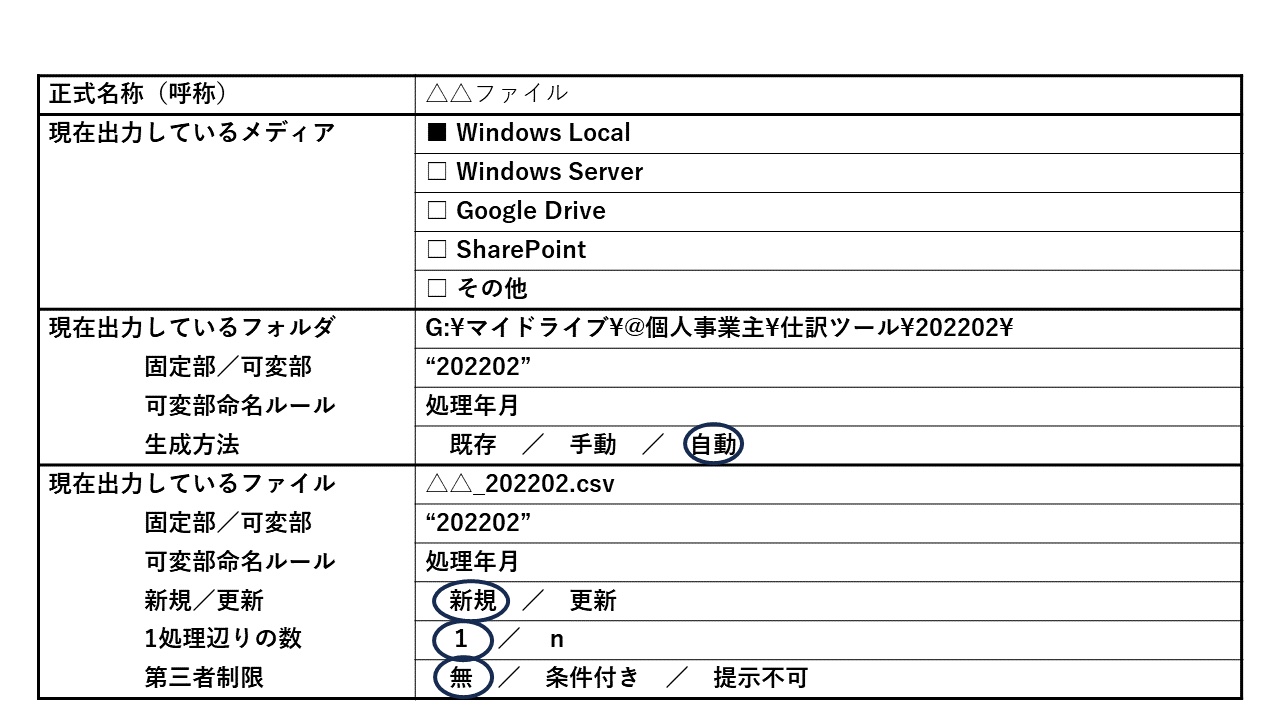 正式名称（呼称） △△ファイル
現在出力しているメディア ■ Windows Local
□ Windows Server
□ Google Drive
□ SharePoint
□ その他
現在出力しているフォルダ G:¥マイドライブ¥@個人事業主¥仕訳ツール¥202202¥
固定部／可変部 “202202”
可変部命名ルール 処理年月
生成方法 既存 ／ 手動 ／ 自動
現在出力しているファイル △△_202202.csv
固定部／可変部 “202202”
可変部命名ルール 処理年月
新規／更新 新規 ／ 更新
1処理辺りの数 1 ／ n
第三者制限 無 ／ 条件付き ／ 提示不可